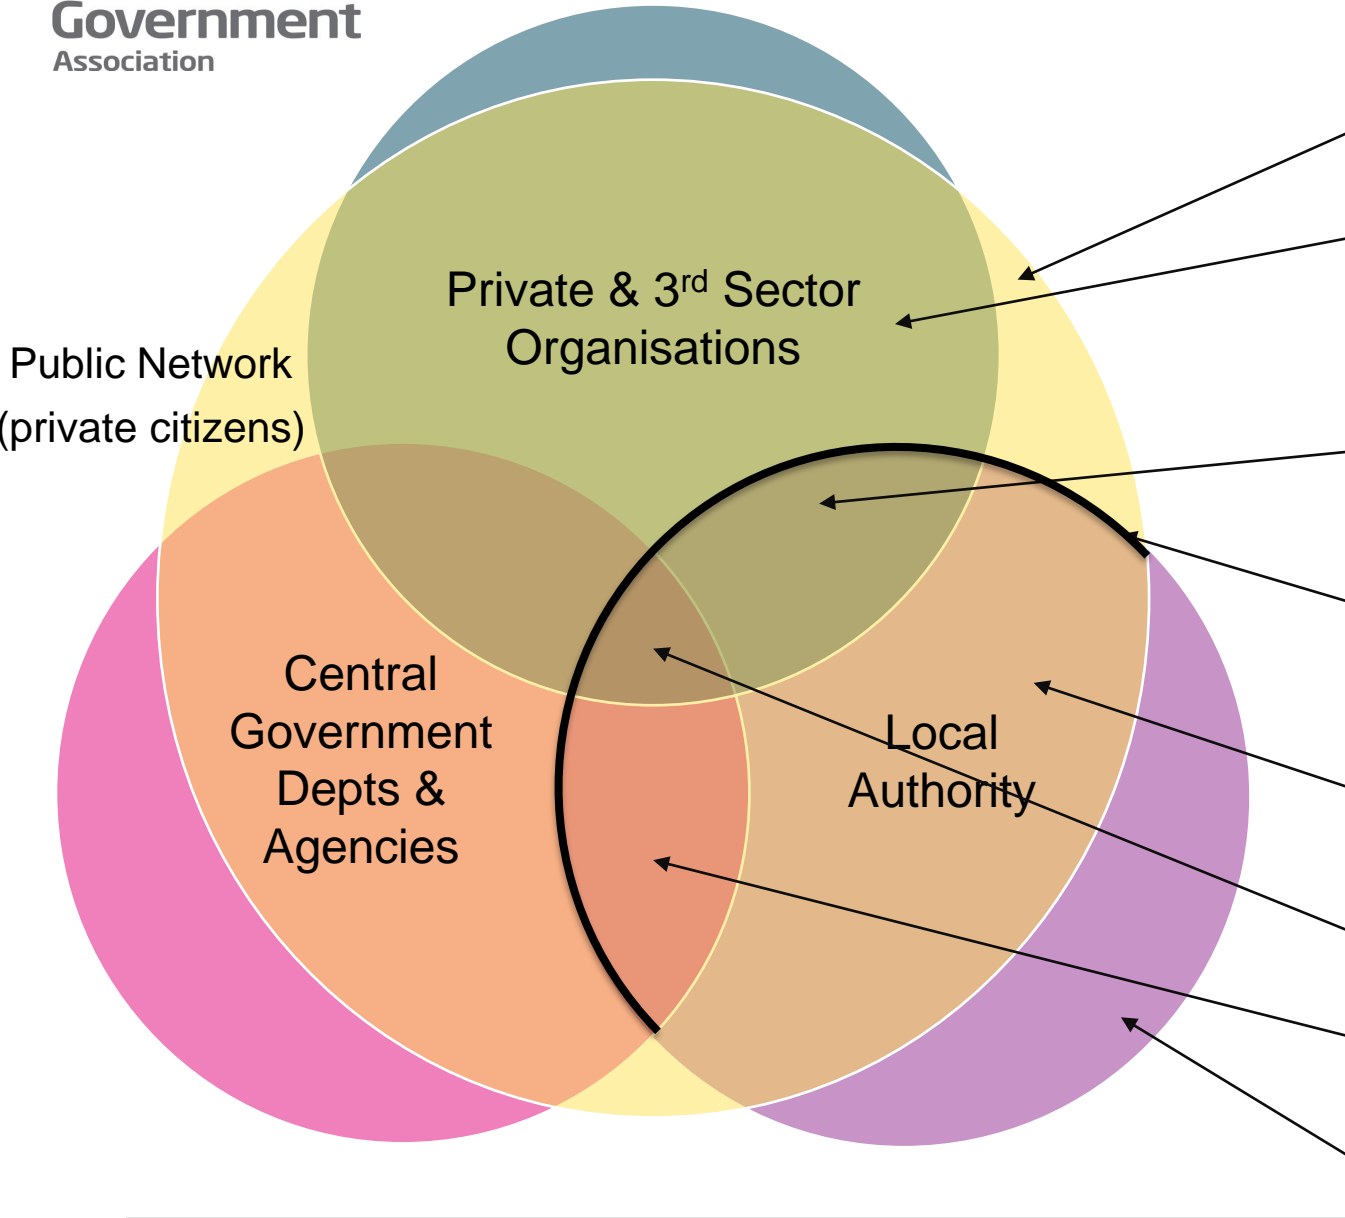 Government
Association
Private & 3rd Sector
Organisations
Public Network
(private citizens)
Central
Government
Depts &
Agencies
Local
Authority